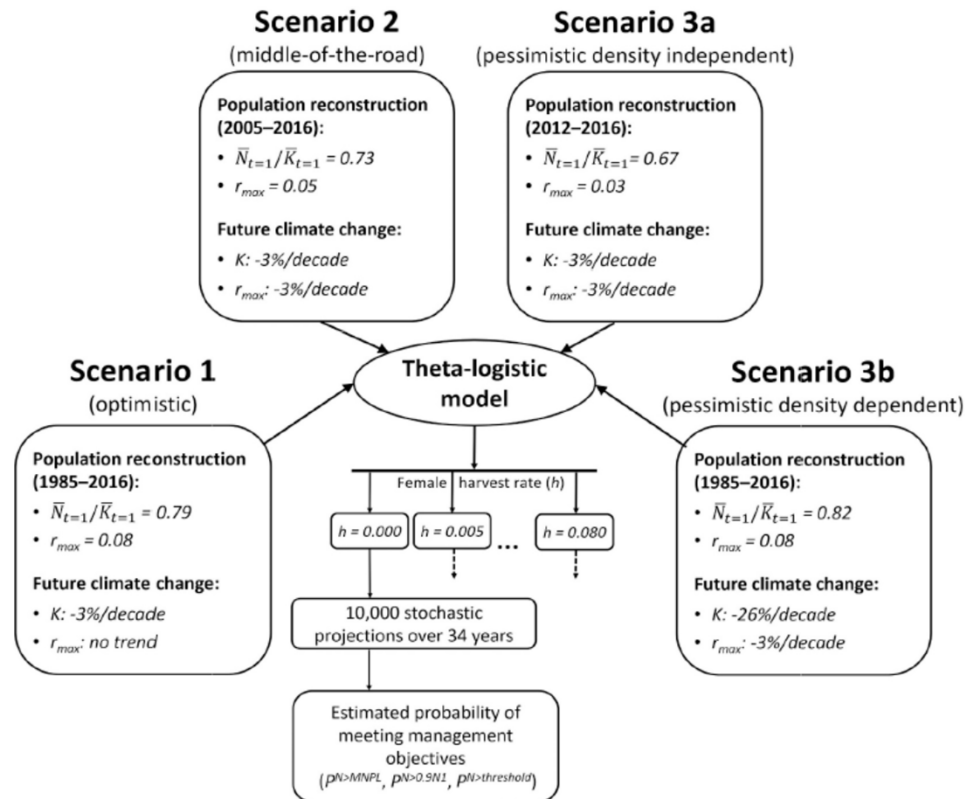 Scenario 2
(middle-of-the-road)
Population reconstruction
(2005–2016):
• N̅ₜ₌₁/K̅ₜ₌₁ = 0.73
• rₘₐₓ = 0.05
Future climate change:
• K: -3%/decade
• rₘₐₓ: -3%/decade
Scenario 3a
(pessimistic density independent)
Population reconstruction
(2012–2016):
• N̅ₜ₌₁/K̅ₜ₌₁ = 0.67
• rₘₐₓ = 0.03
Future climate change:
• K: -3%/decade
• rₘₐₓ: -3%/decade
Scenario 1
(optimistic)
Population reconstruction
(1985–2016):
• N̅ₜ₌₁/K̅ₜ₌₁ = 0.79
• rₘₐₓ = 0.08
Future climate change:
• K: -3%/decade
• rₘₐₓ: no trend
Theta-logistic
model
Female harvest rate (h)
h = 0.000
h = 0.005
...
h = 0.080
10,000 stochastic
projections over 34 years
Estimated probability of
meeting management
objectives
(P^N>MNPL, P^N>0.9N1, P^N>threshold)
Scenario 3b
(pessimistic density dependent)
Population reconstruction
(1985–2016):
• N̅ₜ₌₁/K̅ₜ₌₁ = 0.82
• rₘₐₓ = 0.08
Future climate change:
• K: -26%/decade
• rₘₐₓ: -3%/decade